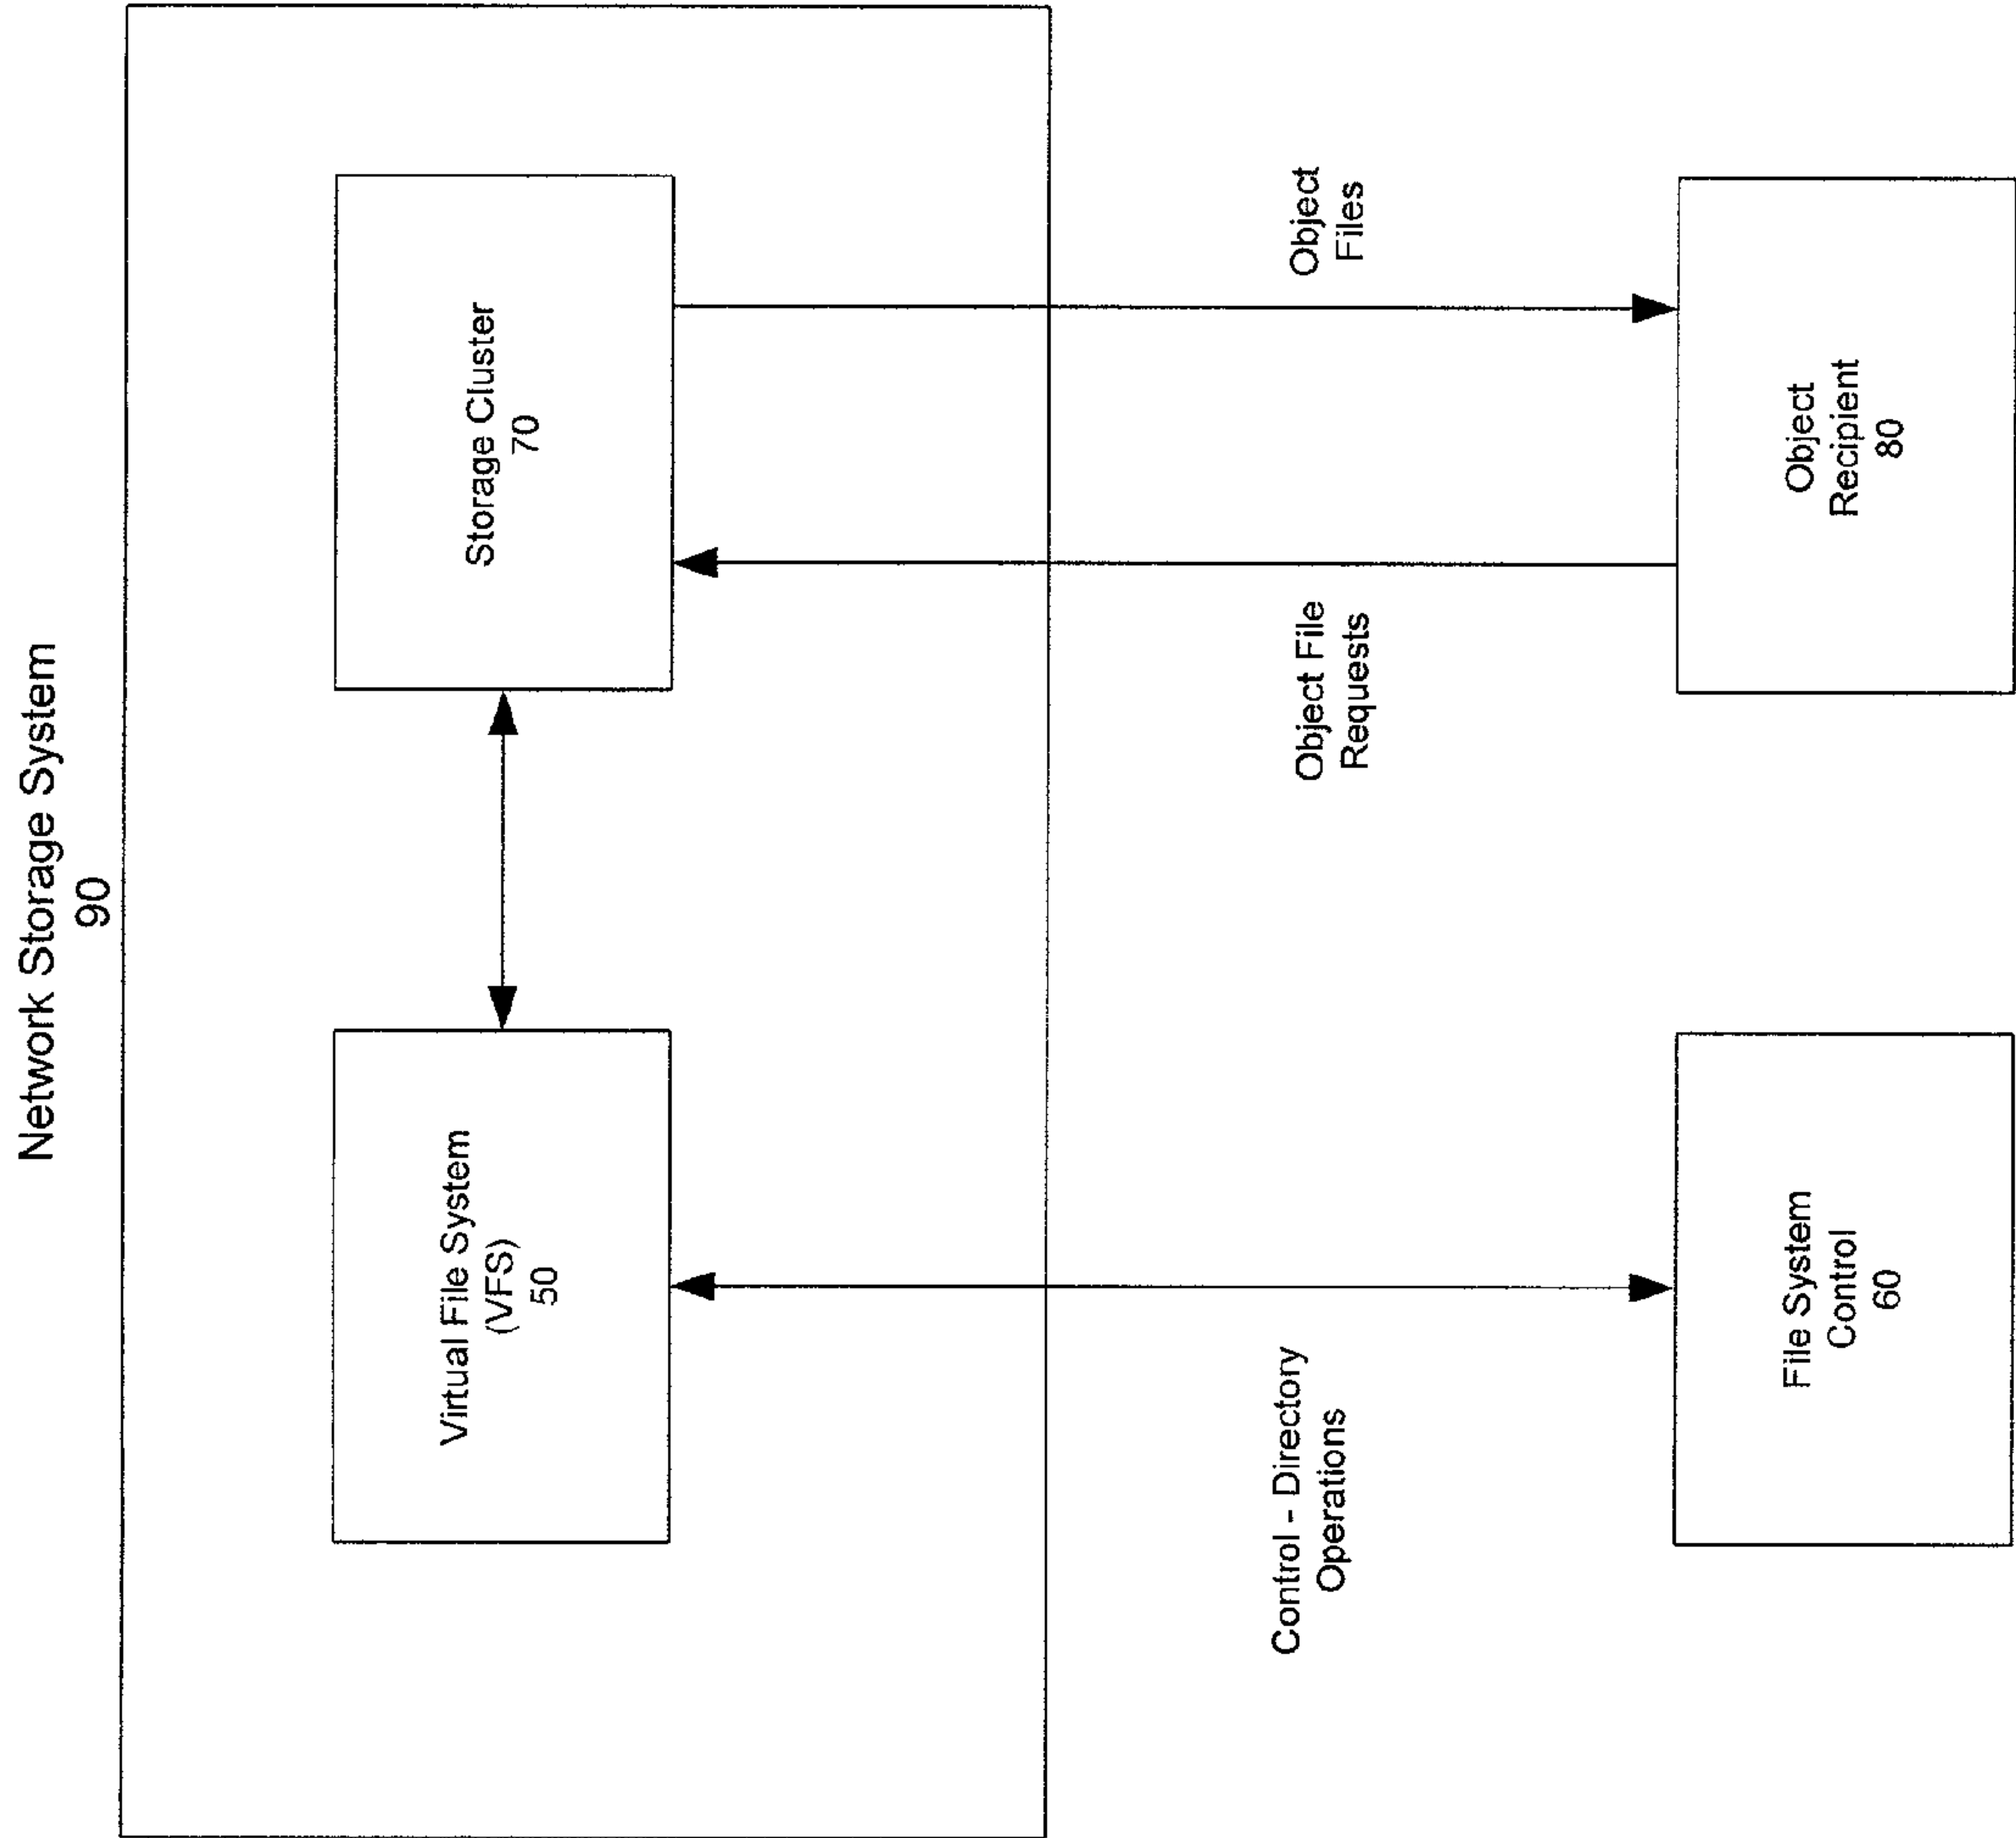 Network Storage System
90
Virtual File System
(VFS)
50
Storage Cluster
70
Control - Directory
Operations
Object File
Requests
Object
Files
File System
Control
60
Object
Recipient
80